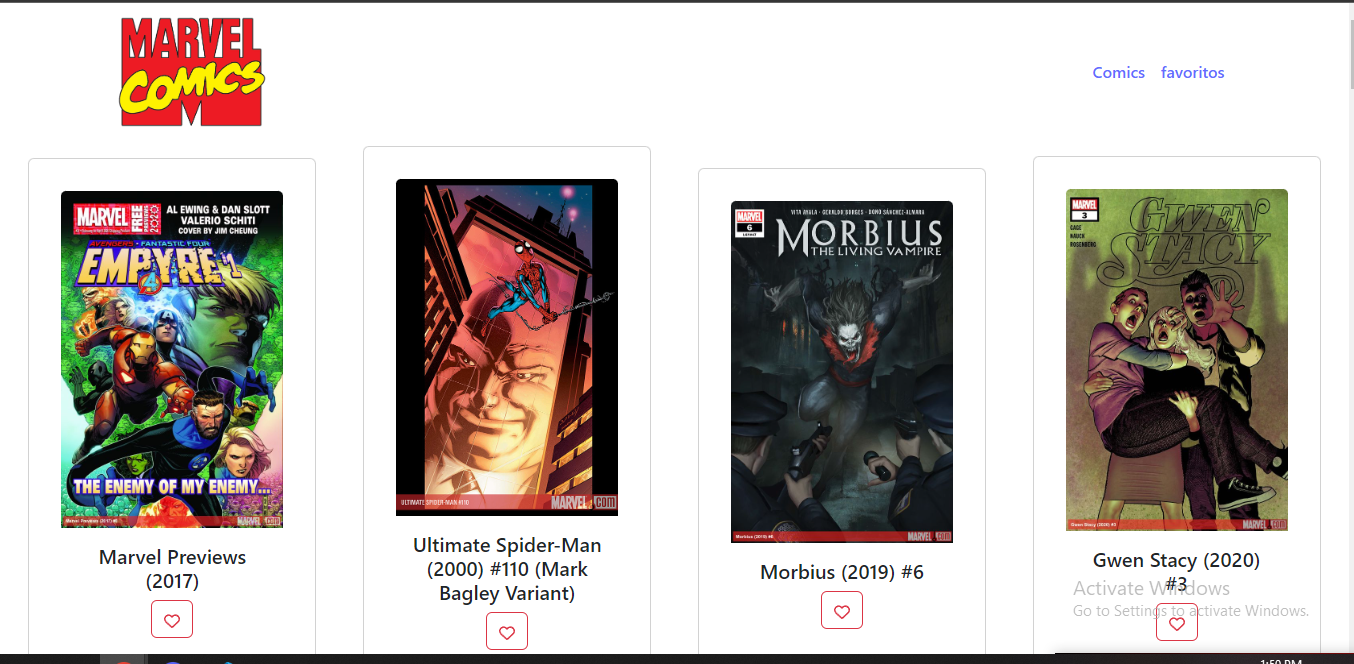 MARVEL
COMICS
Comics favoritos
MARVEL
FREE
AL EWING & DAN SLOTT
VALERIO SCHITI
COVER BY JIM CHEUNG
AVENGERS • FANTASTIC FOUR
EMPYRE #1
THE ENEMY OF MY ENEMY...
Marvel Previews (2017)
MARVEL .com
Marvel Previews
(2017)
ULTIMATE SPIDER-MAN #110
MARVEL .com
Ultimate Spider-Man
(2000) #110 (Mark
Bagley Variant)
MARVEL
6
VITA AYALA • GERALDO BORGES • ROMO SÁNCHEZ-ALMARA
MORBIUS
THE LIVING VAMPIRE
Morbius (2019) #6
MARVEL .com
Morbius (2019) #6
MARVEL
3
GAGE
NAUCK
ROSENBERG
GWEN
STACY
Gwen Stacy (2020) #3
MARVEL .com
Gwen Stacy (2020)
#3
Activate Windows
Go to Settings to activate Windows.
1:50 PM